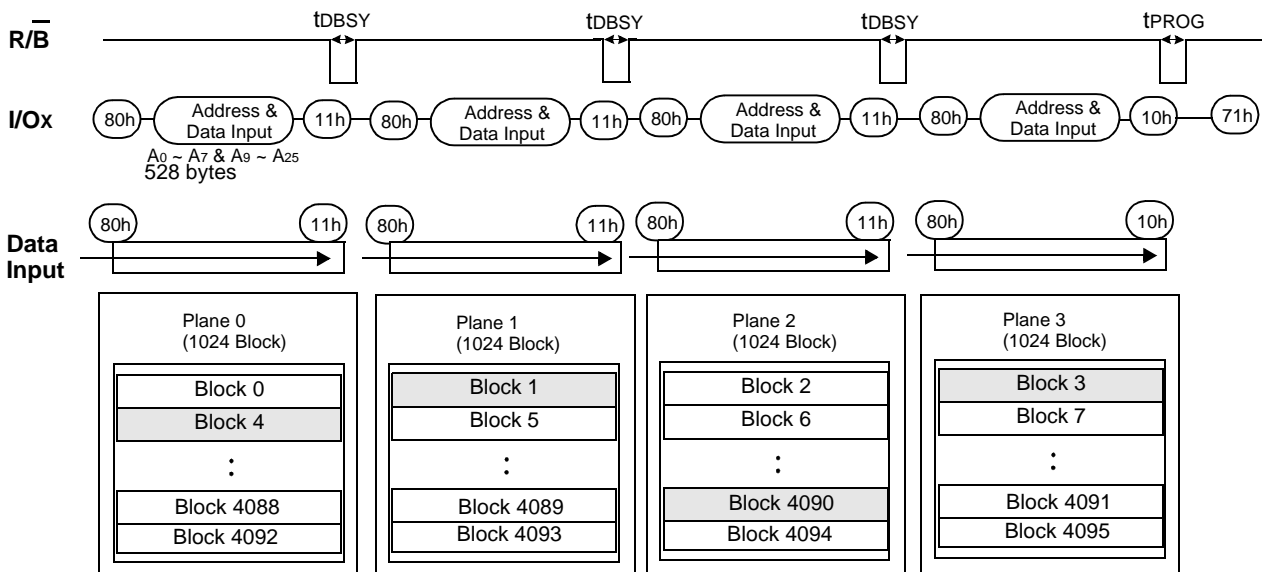 tDBSY tDBSY tDBSY tPROG
R/B
I/Ox 80h Address & Data Input 11h 80h Address & Data Input 11h 80h Address & Data Input 11h 80h Address & Data Input 10h 71h
A0 ~ A7 & A9 ~ A25
528 bytes
80h 11h 80h 11h 80h 11h 80h 10h
Data
Input
Plane 0
(1024 Block)
Block 0
Block 4
:
Block 4088
Block 4092
Plane 1
(1024 Block)
Block 1
Block 5
:
Block 4089
Block 4093
Plane 2
(1024 Block)
Block 2
Block 6
:
Block 4090
Block 4094
Plane 3
(1024 Block)
Block 3
Block 7
:
Block 4091
Block 4095